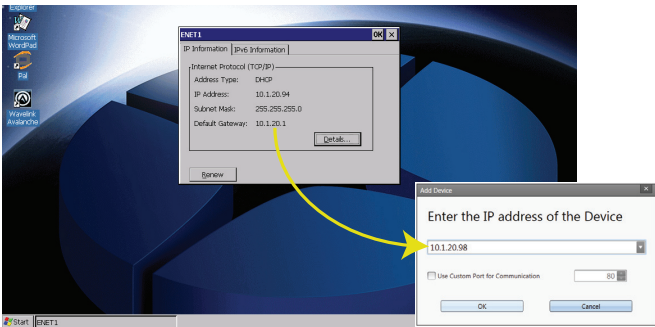 Explorer
Microsoft
WordPad
Pal
Wavelink
Avalanche
ENET1 OK ×
IP Information IPv6 Information
Internet Protocol (TCP/IP)
Address Type: DHCP
IP Address: 10.1.20.94
Subnet Mask: 255.255.255.0
Default Gateway: 10.1.20.1
Details...
Renew
Add Device
Enter the IP address of the Device
10.1.20.98
Use Custom Port for Communication 80
OK Cancel
Start ENET1